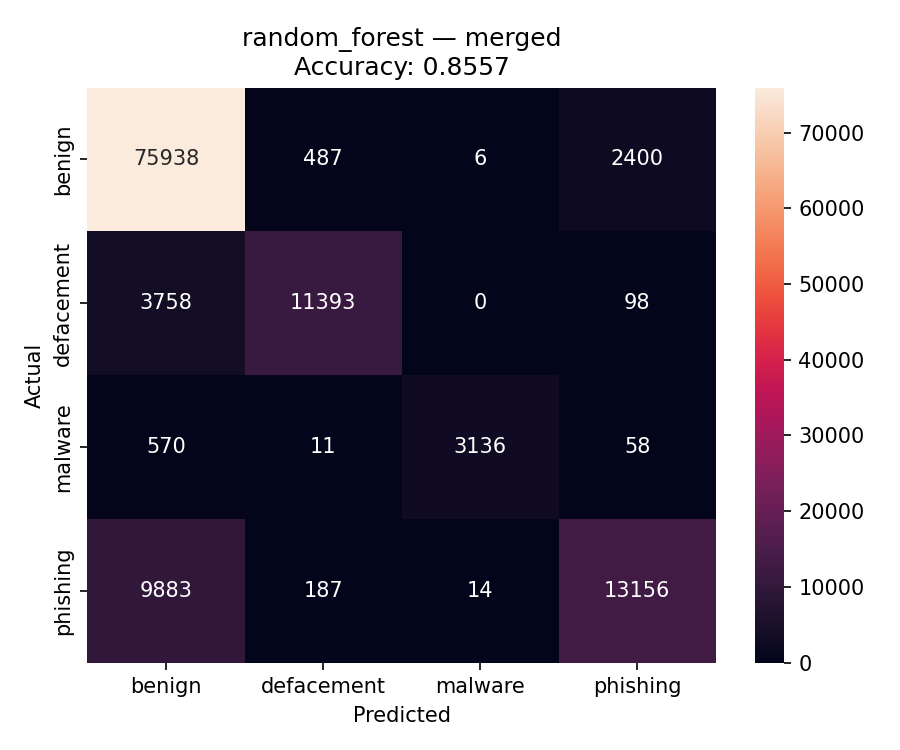 random_forest — merged
Accuracy: 0.8557
Actual
benign
75938 487 6 2400
defacement
3758 11393 0 98
malware
570 11 3136 58
phishing
9883 187 14 13156
benign defacement malware phishing
Predicted
70000
60000
50000
40000
30000
20000
10000
0